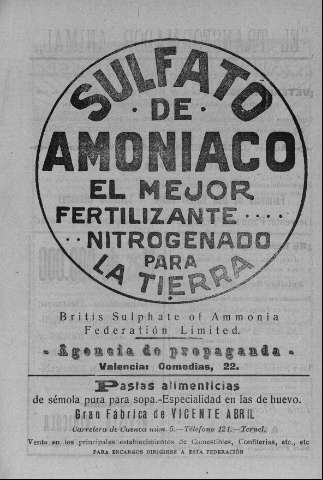 SULFATO
· DE ·
AMONIACO
EL MEJOR
FERTILIZANTE ····
··NITROGENADO
PARA
LA TIERRA
Britis Sulphate of Ammonia
Federatión Limited.
- Agencia de propaganda -
Valencia: Comedias, 22.
Pastas alimenticias
de sémola pura para sopa.-Especialidad en las de huevo.
Gran Fábrica de VICENTE ABRIL
Carretera de Cuenca núm 5.-Teléfono 124.-Teruel.
Venta en los principales establecimientos de Comestibles, Confiterías, etc., etc
PARA ENCARGOS DIRIGIRSE A ESTA FEDERACIÓN